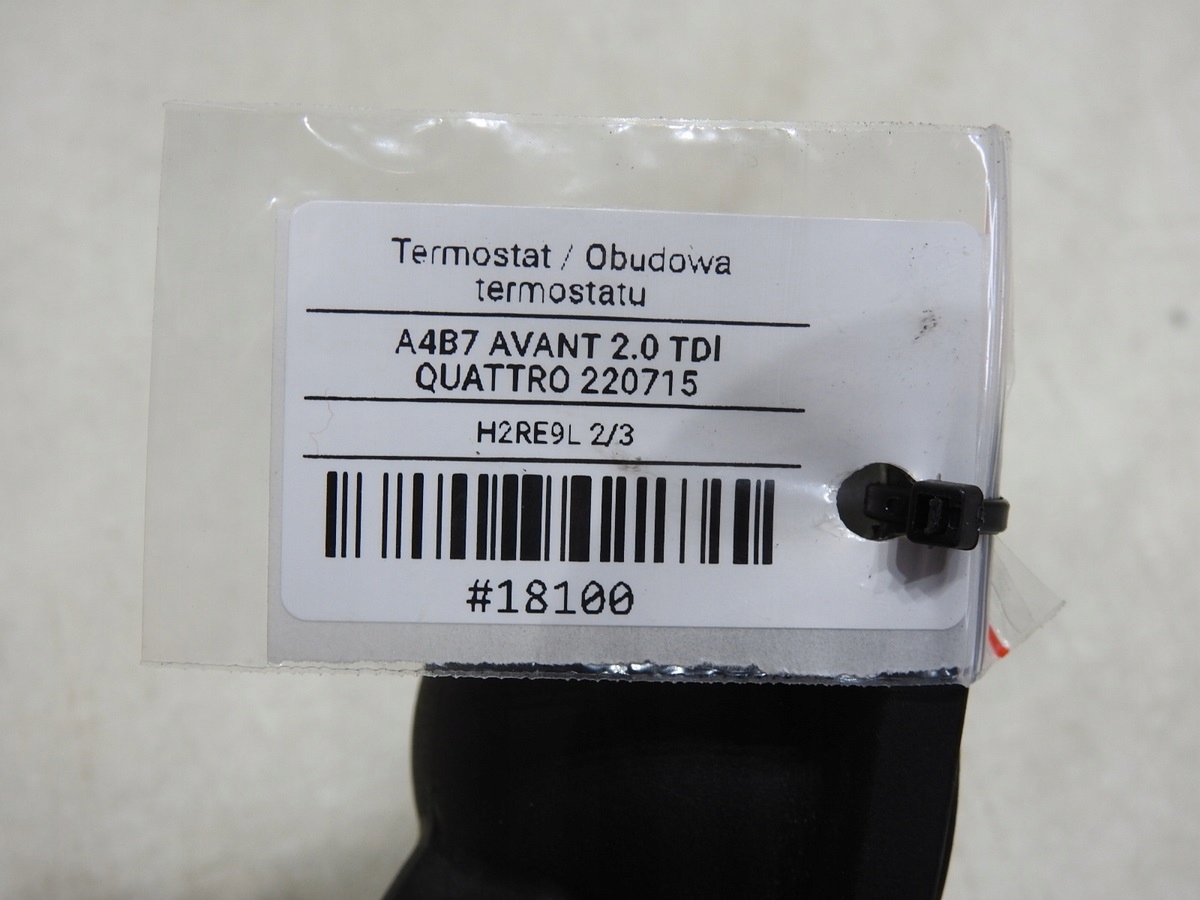 Termostat / Obudowa
termostatu
A4B7 AVANT 2.0 TDI
QUATTRO 220715
H2RE9L 2/3
#18100